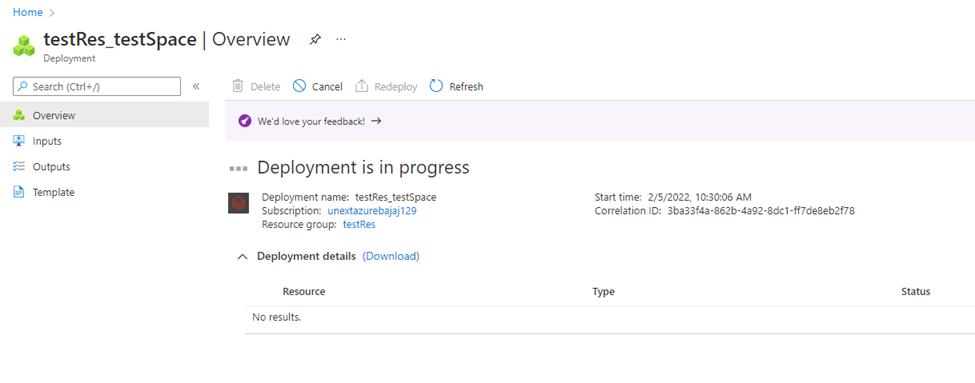 Home >
testRes_testSpace | Overview ...
Deployment
Search (Ctrl+/) «
Delete Cancel Redeploy Refresh
Overview
Inputs
Outputs
Template
We'd love your feedback! →
Deployment is in progress
Deployment name: testRes_testSpace
Subscription: unextazurebajaj129
Resource group: testRes
Start time: 2/5/2022, 10:30:06 AM
Correlation ID: 3ba33f4a-862b-4a92-8dc1-ff7de8eb2f78
Deployment details (Download)
Resource Type Status
No results.